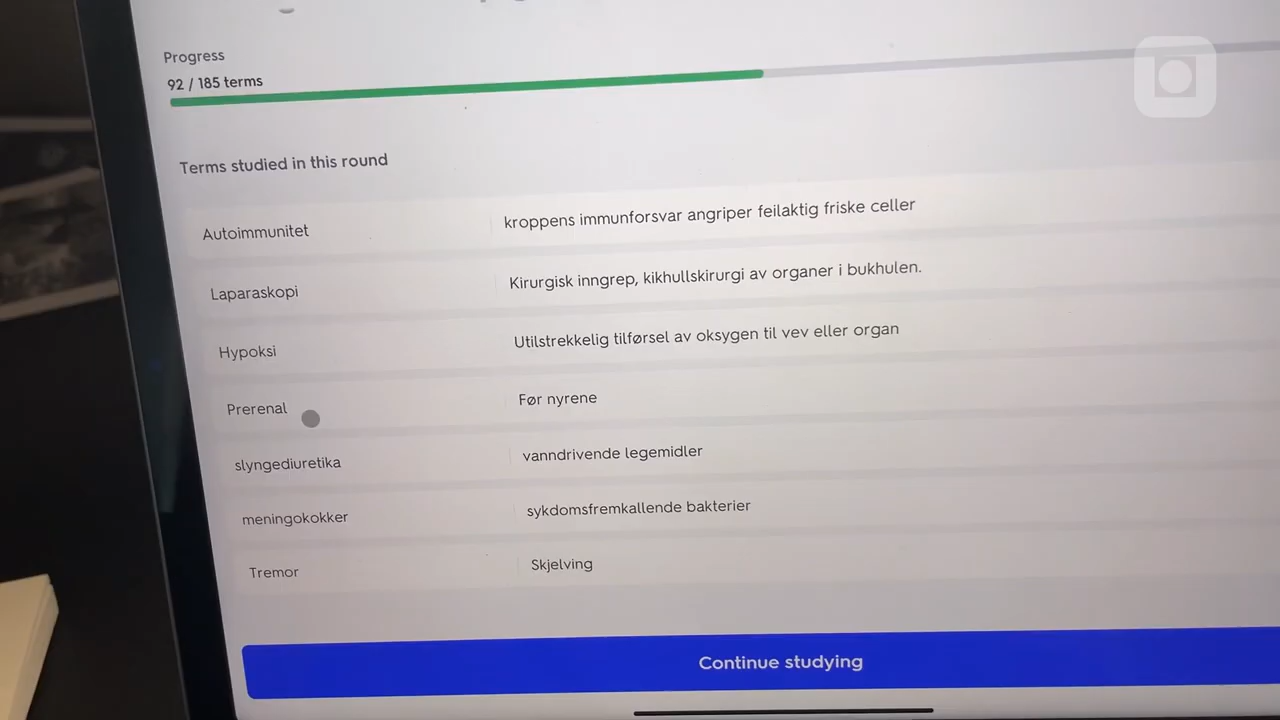 Progress
92 / 185 terms
Terms studied in this round
Autoimmunitet kroppens immunforsvar angriper feilaktig friske celler
Laparaskopi Kirurgisk inngrep, kikhullskirurgi av organer i bukhulen.
Hypoksi Utilstrekkelig tilførsel av oksygen til vev eller organ
Prerenal Før nyrene
slyngediuretika vanndrivende legemidler
meningokokker sykdomsfremkallende bakterier
Tremor Skjelving
Continue studying